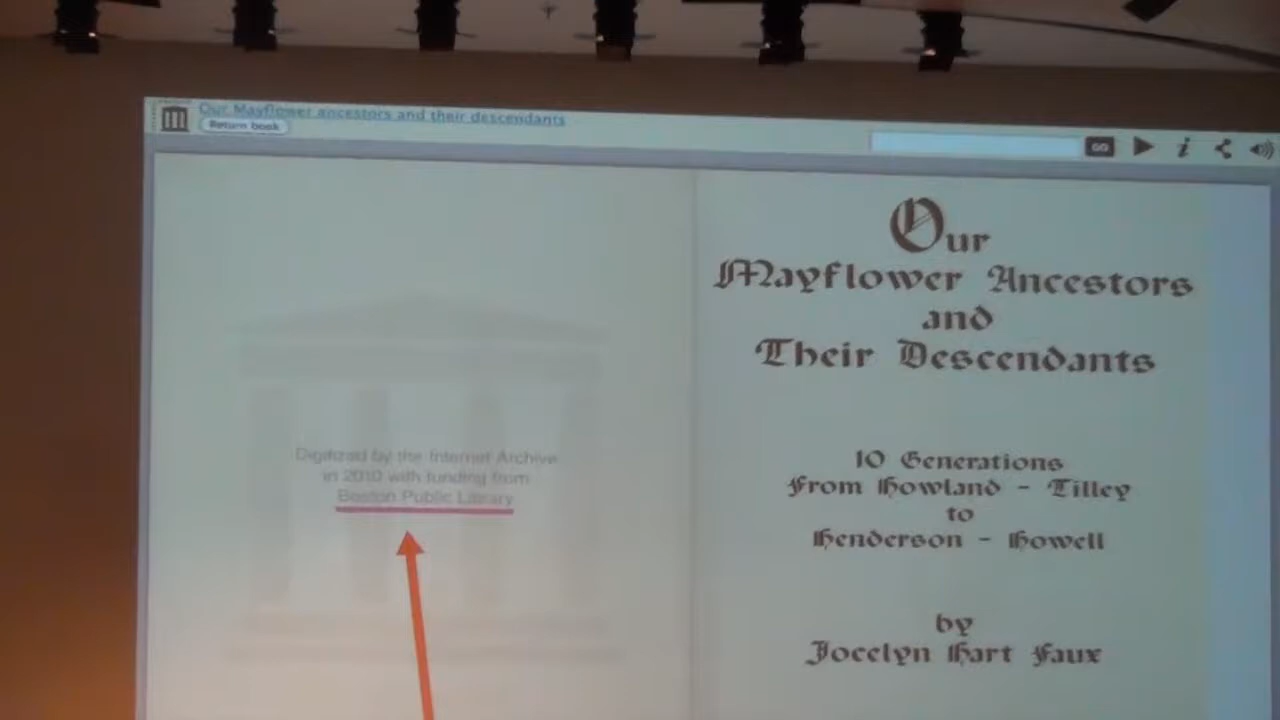 Our Mayflower ancestors and their descendants
Return book
GO
Digitized by the Internet Archive
in 2010 with funding from
Boston Public Library
Our
Mayflower Ancestors
and
Their Descendants
10 Generations
From Howland - Tilley
to
Henderson - Howell
by
Jocelyn Hart Faux